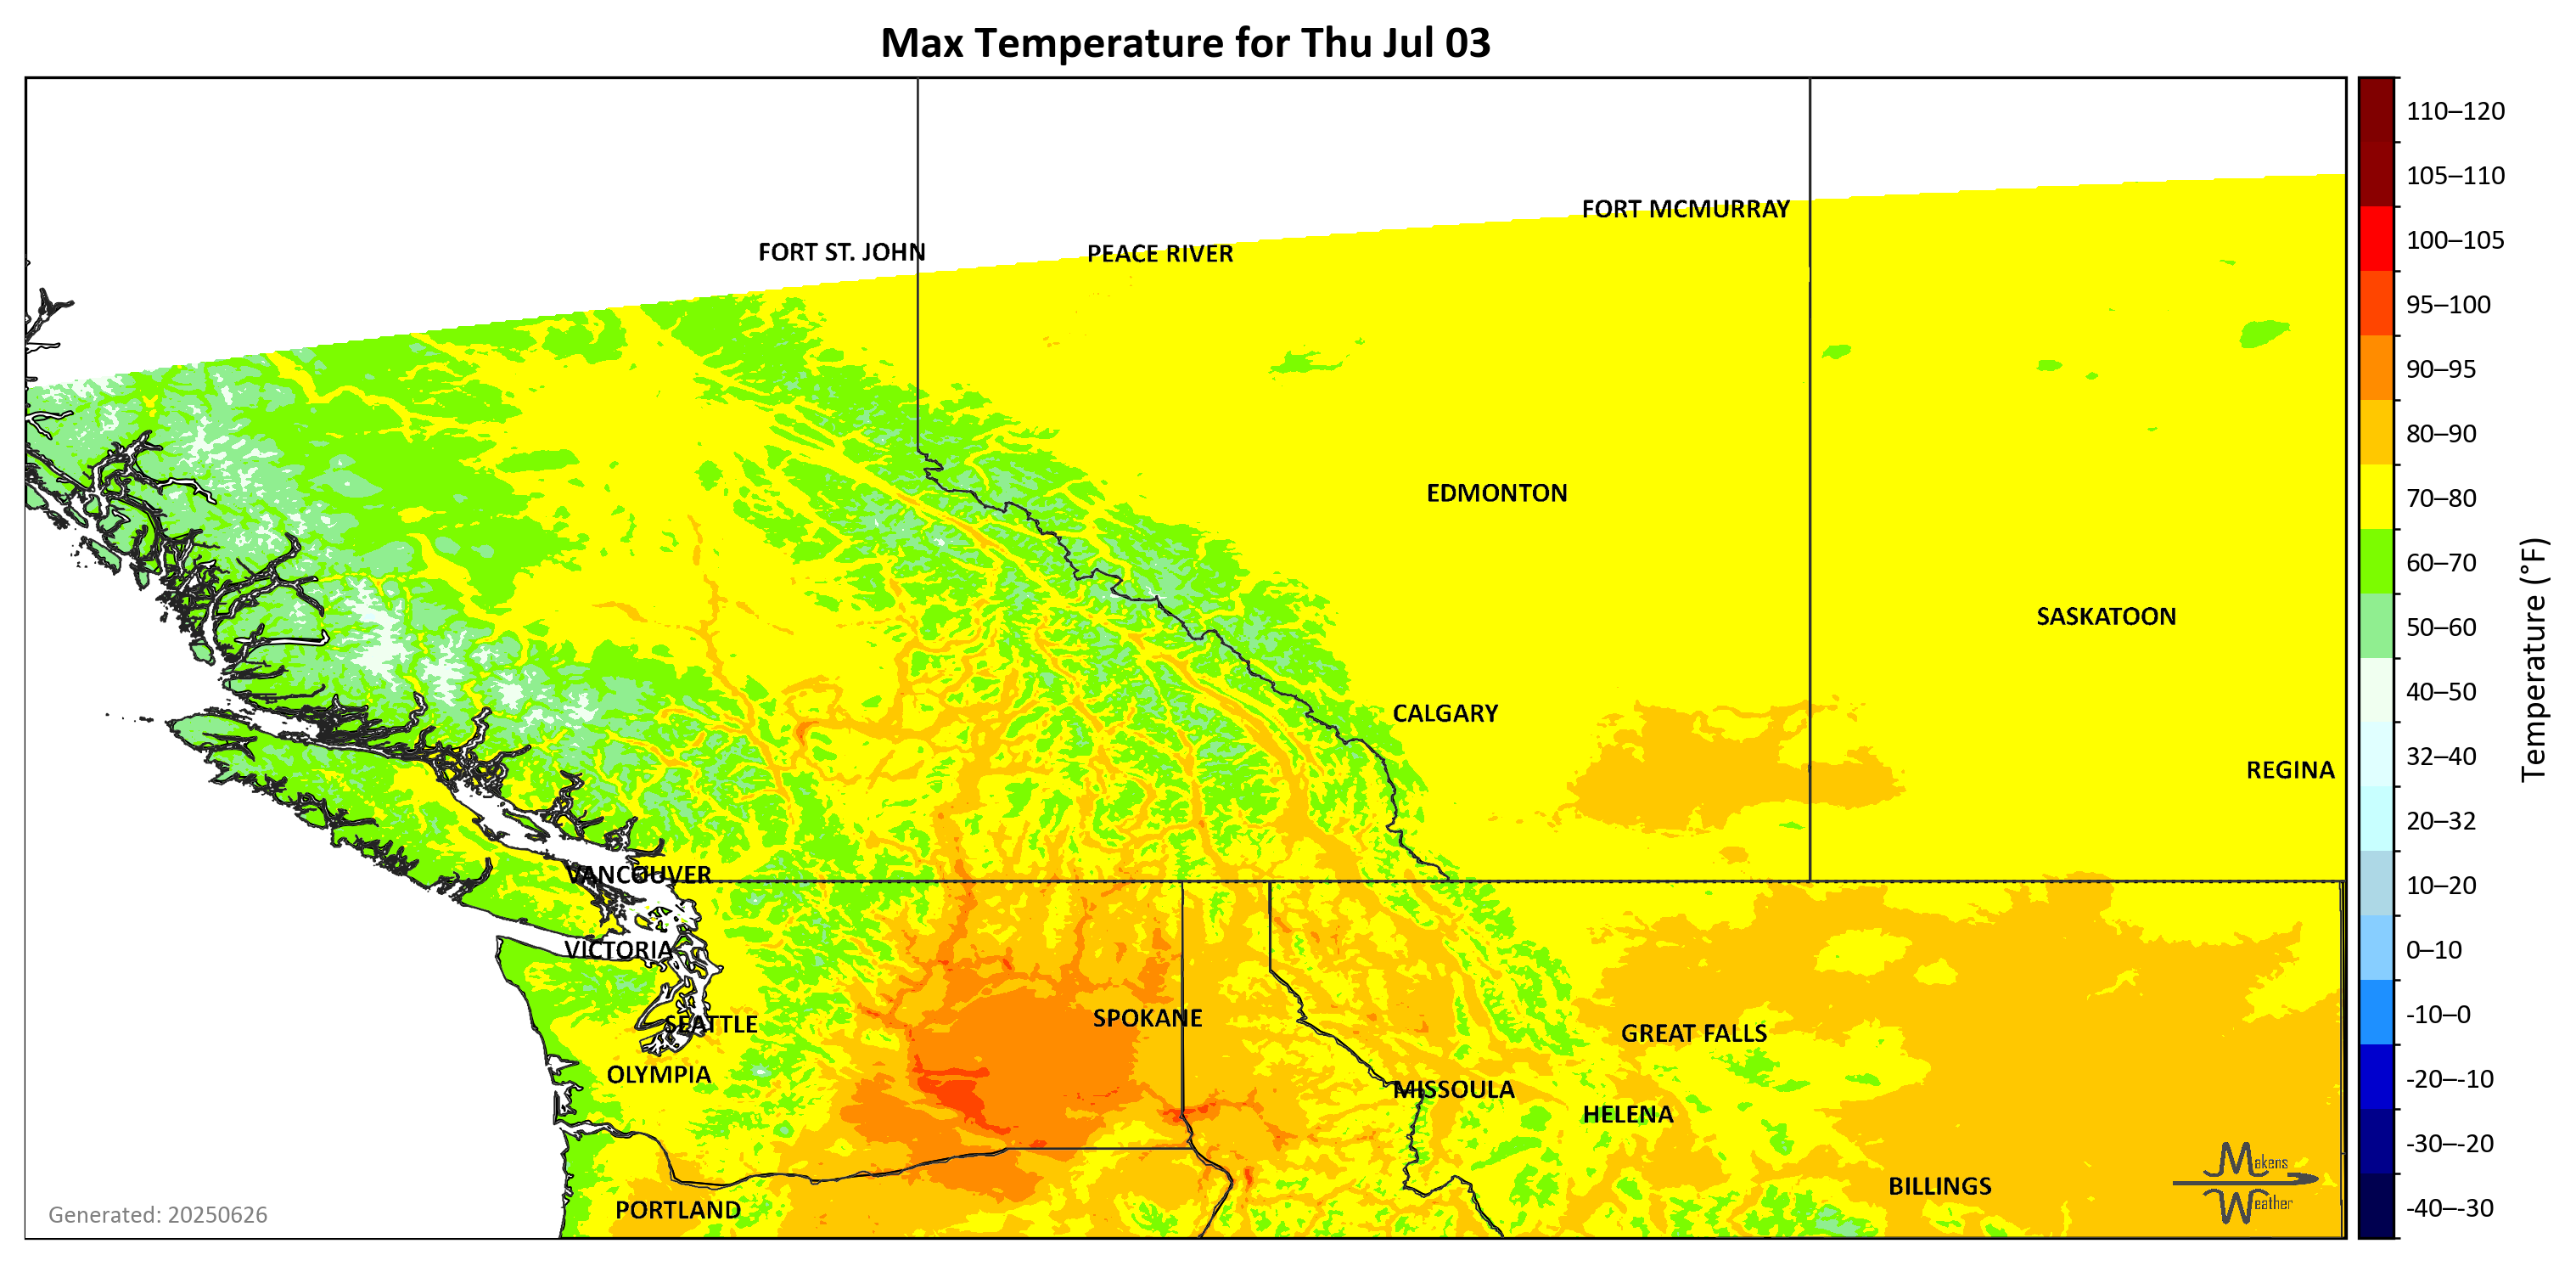 Max Temperature for Thu Jul 03
FORT MCMURRAY
FORT ST. JOHN
PEACE RIVER
EDMONTON
SASKATOON
CALGARY
REGINA
VANCOUVER
VICTORIA
SEATTLE
SPOKANE
GREAT FALLS
OLYMPIA
MISSOULA
HELENA
BILLINGS
PORTLAND
Makens
Weather
Generated: 20250626
110–120
105–110
100–105
95–100
90–95
80–90
70–80
60–70
50–60
40–50
32–40
20–32
10–20
0–10
-10–0
-20–-10
-30–-20
-40–-30
Temperature (°F)